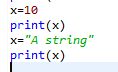 x=10
print(x)
x="A string"
print(x)